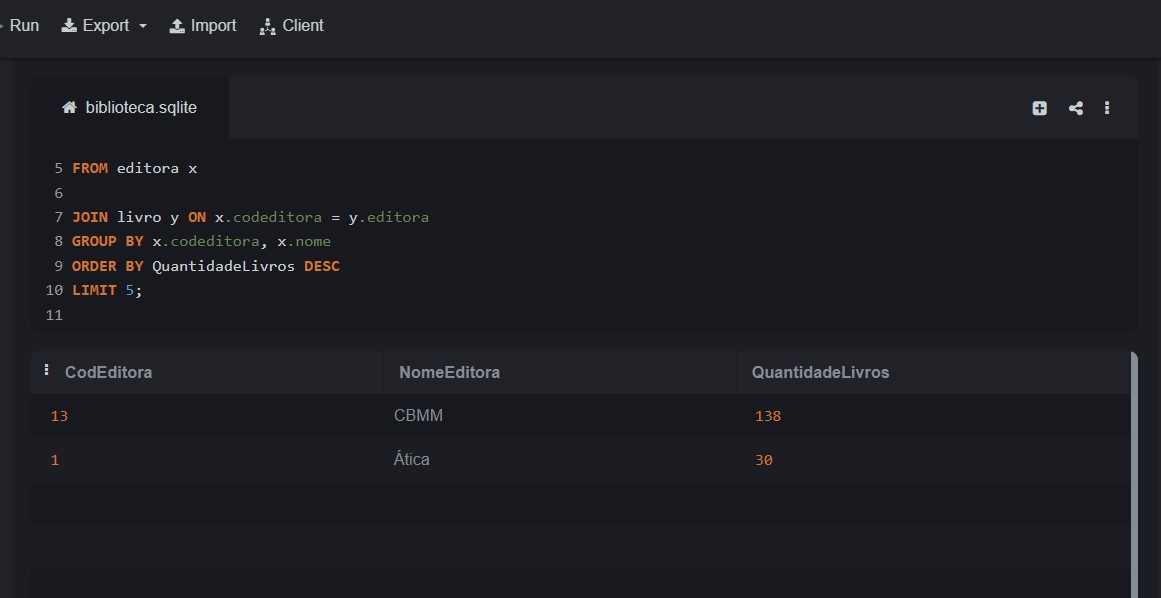 Run Export Import Client
biblioteca.sqlite
5 FROM editora x
6
7 JOIN livro y ON x.codeditora = y.editora
8 GROUP BY x.codeditora, x.nome
9 ORDER BY QuantidadeLivros DESC
10 LIMIT 5;
11
CodEditora NomeEditora QuantidadeLivros
13 CBMM 138
1 Ática 30